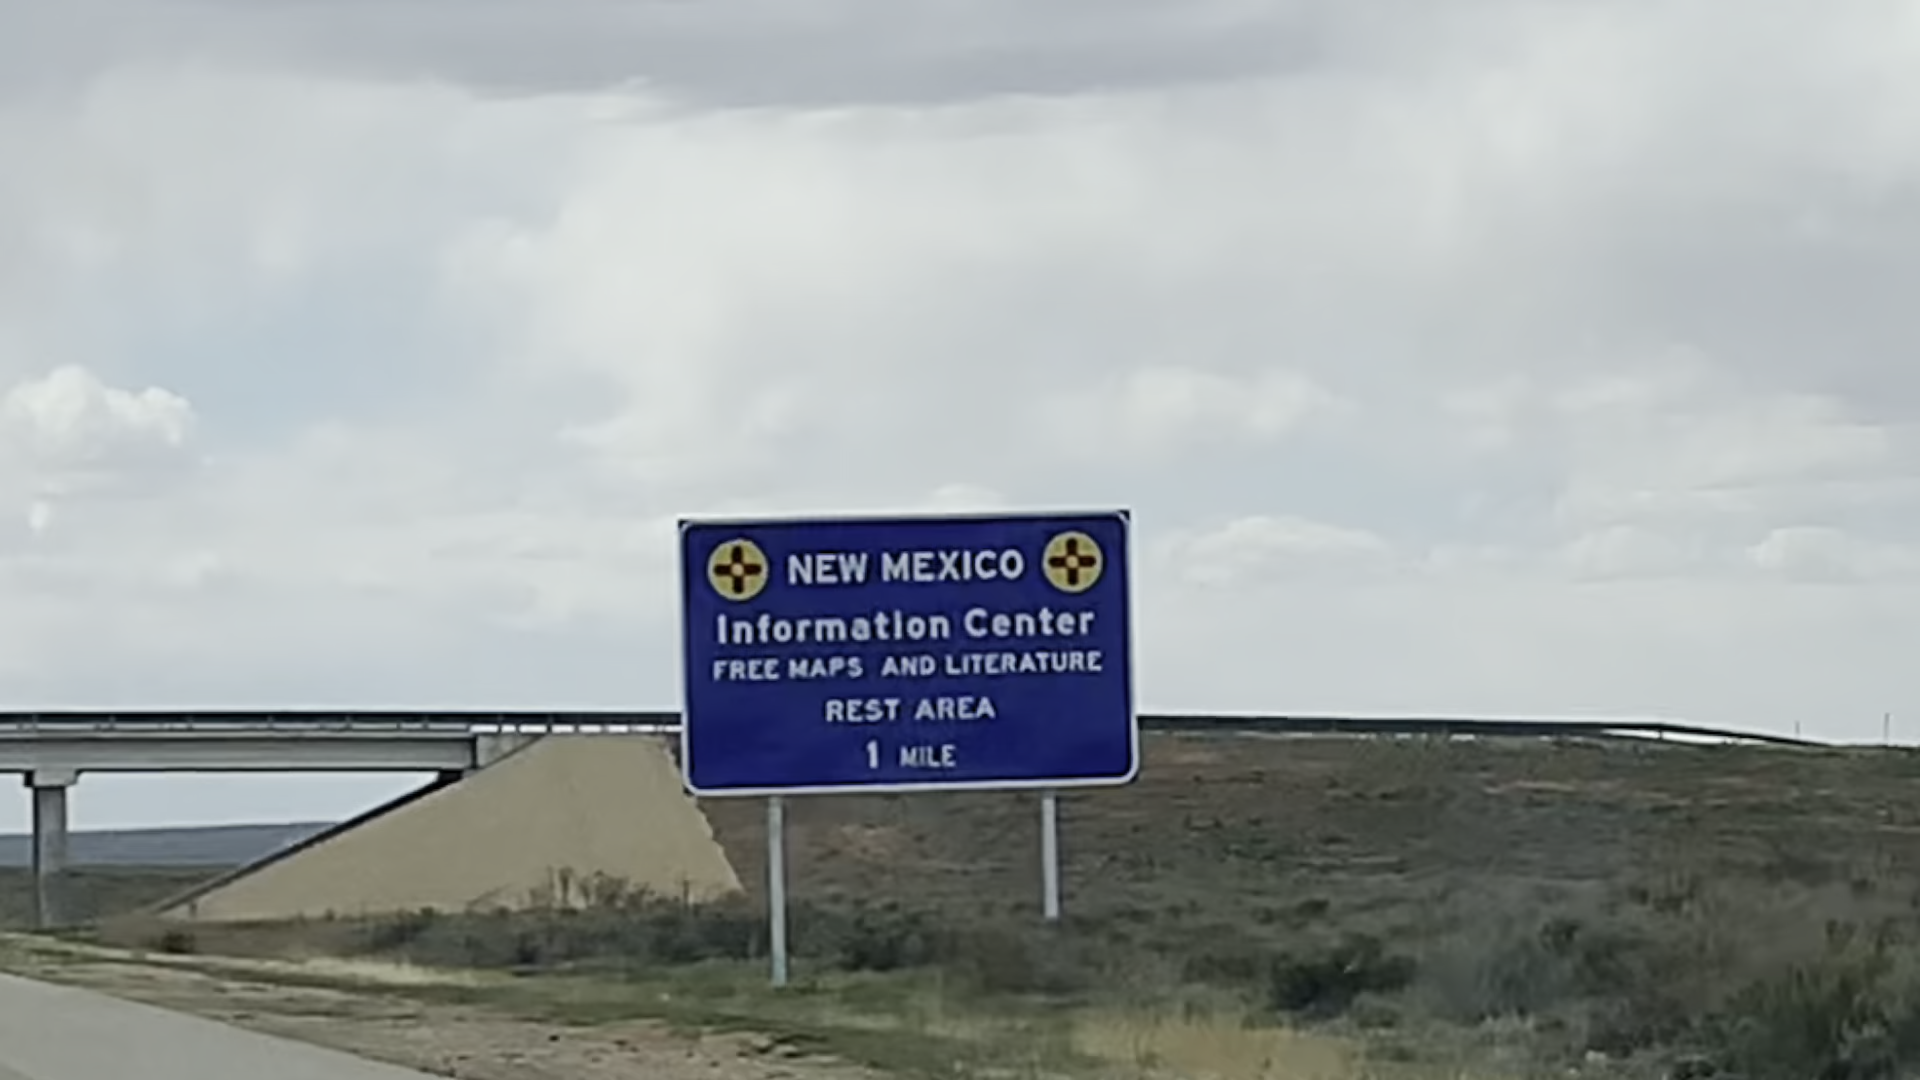 NEW MEXICO
Information Center
FREE MAPS AND LITERATURE
REST AREA
1 MILE